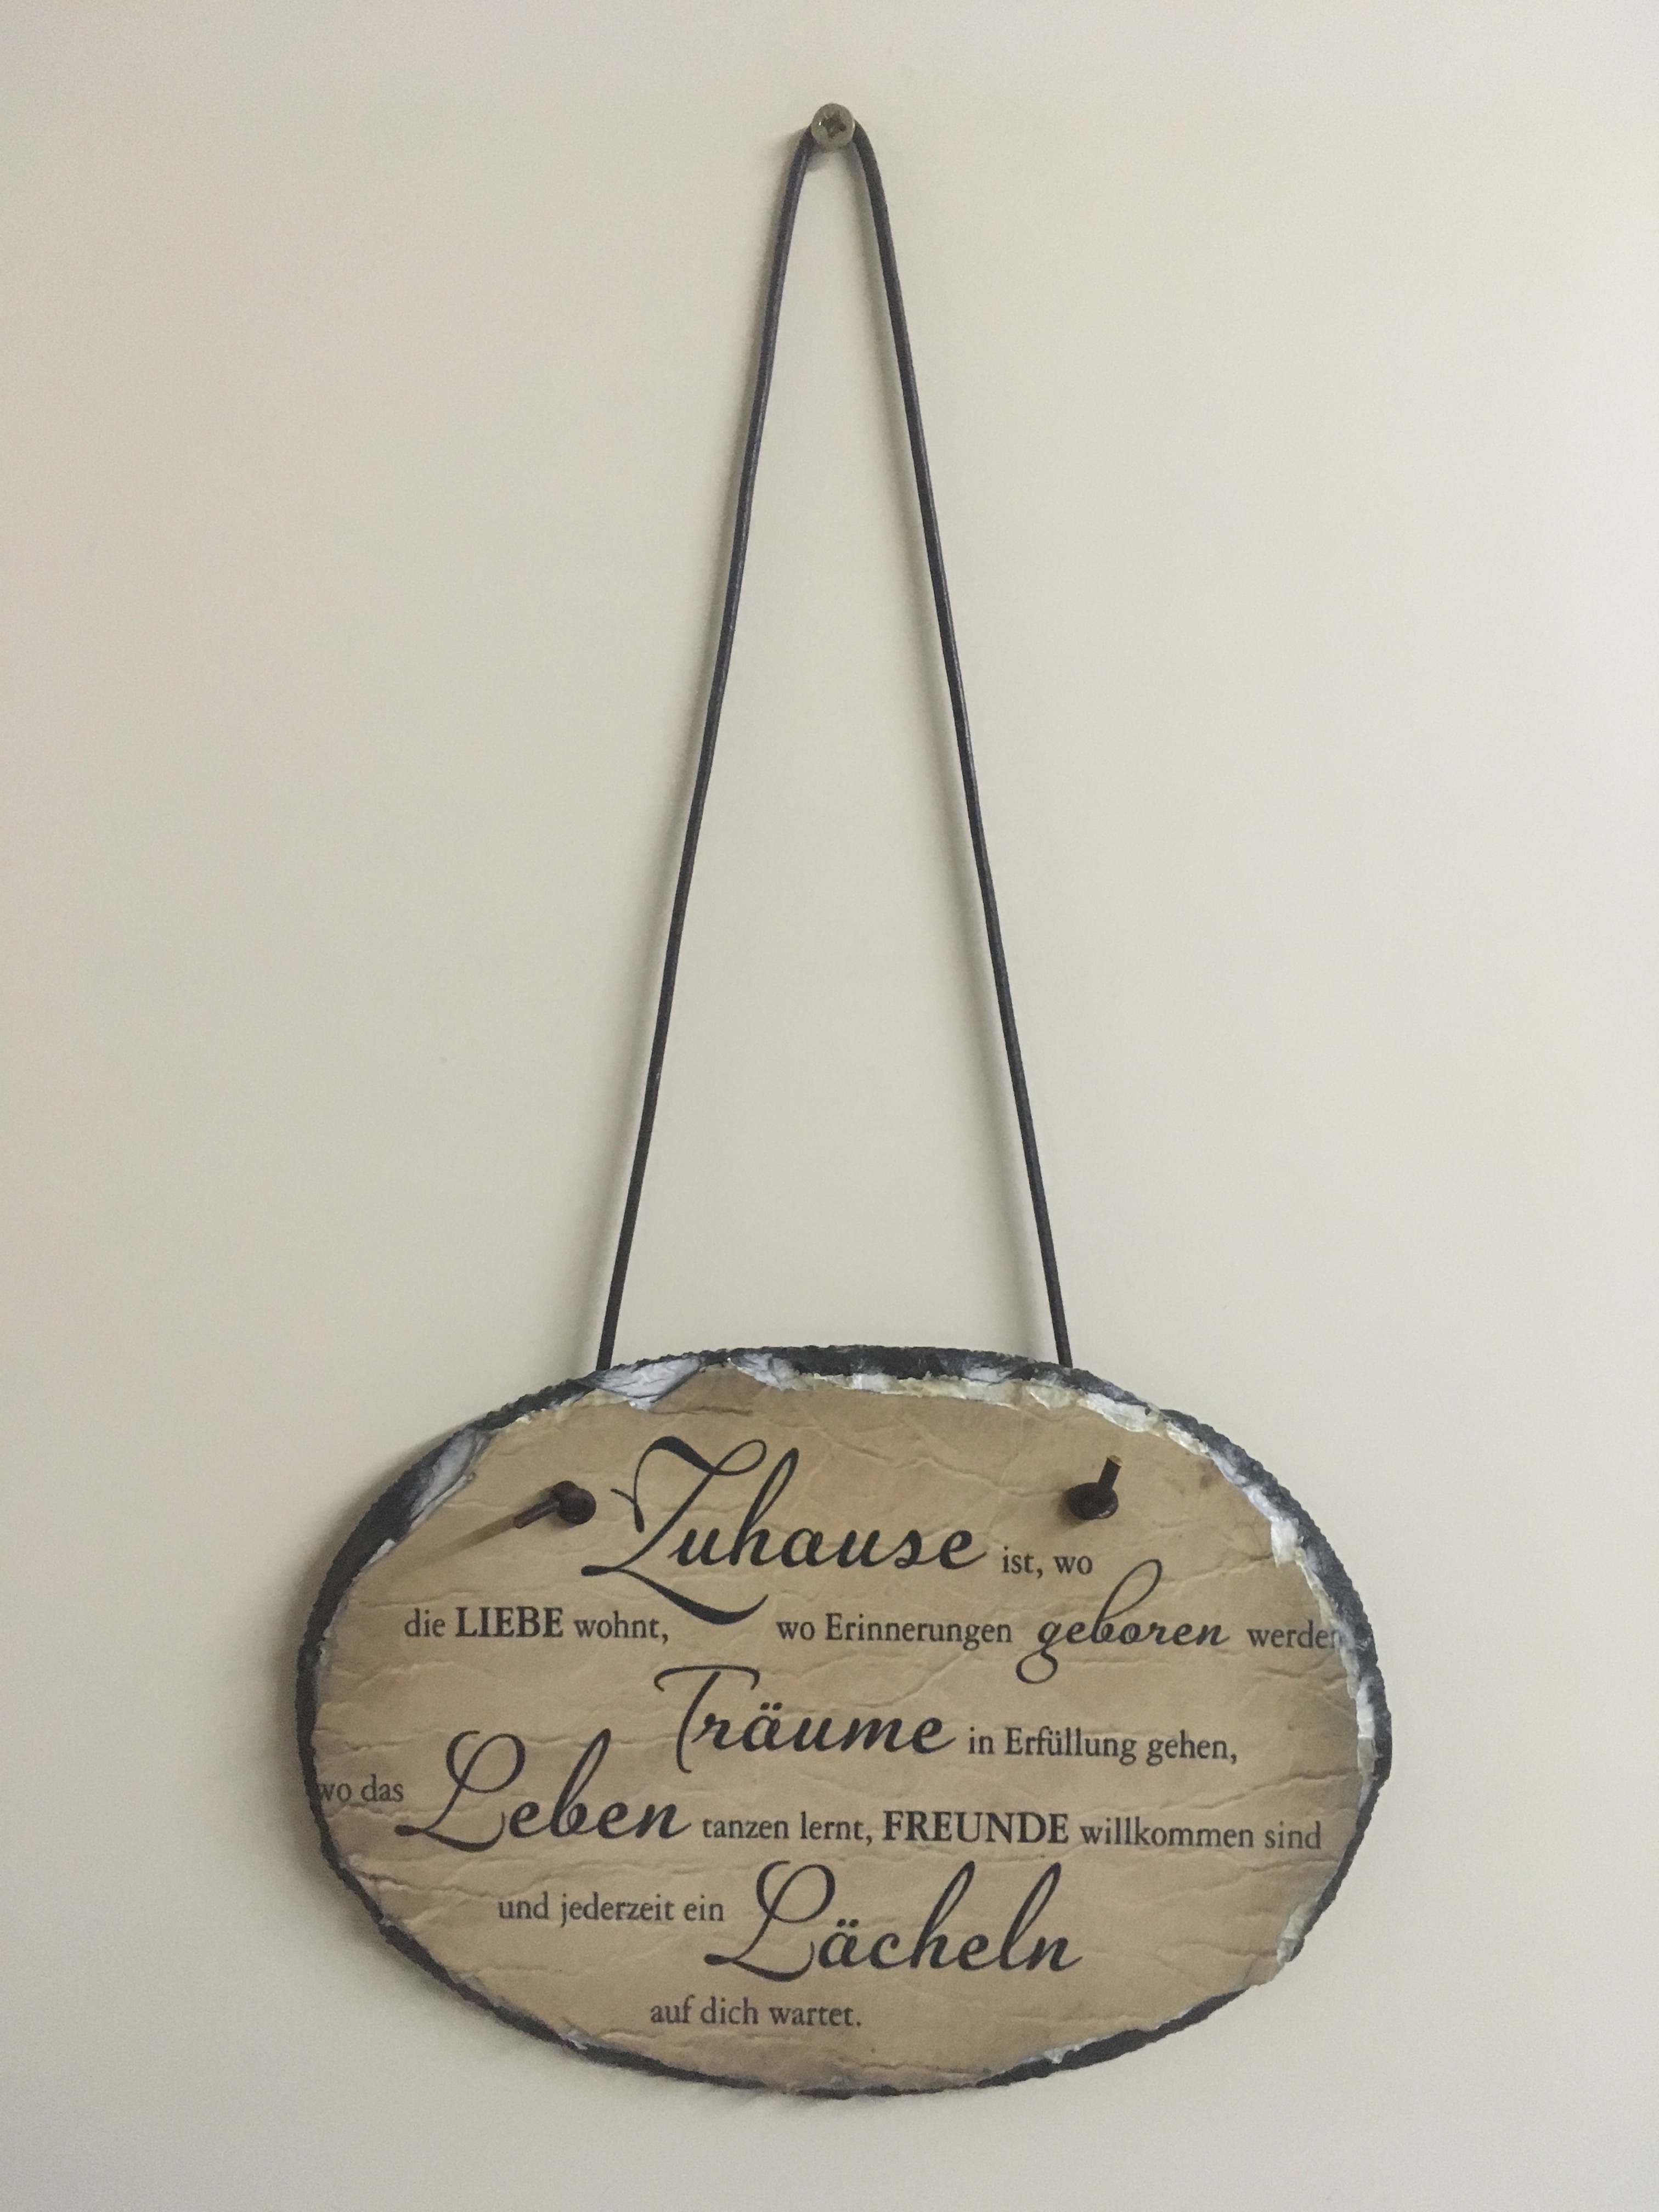 Zuhause ist, wo
die LIEBE wohnt, wo Erinnerungen geboren werden
Träume in Erfüllung gehen,
wo das Leben tanzen lernt, FREUNDE willkommen sind
und jederzeit ein Lächeln
auf dich wartet.